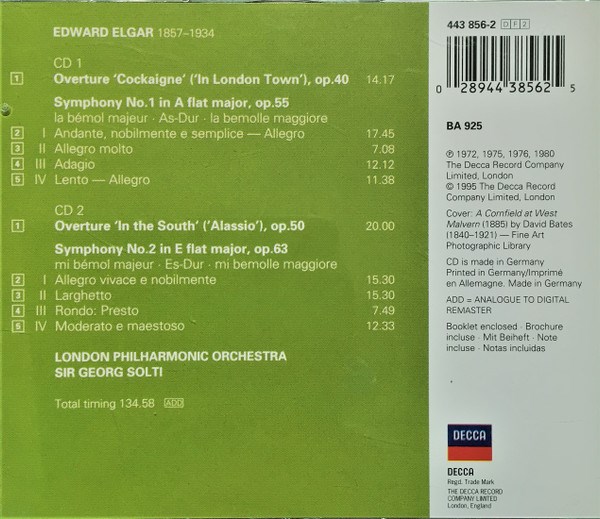 EDWARD ELGAR 1857–1934
CD 1
1 Overture 'Cockaigne' ('In London Town'), op.40 14.17
Symphony No.1 in A flat major, op.55
la bémol majeur · As-Dur · la bemolle maggiore
2 I Andante, nobilmente e semplice — Allegro 17.45
3 II Allegro molto 7.08
4 III Adagio 12.12
5 IV Lento — Allegro 11.38
CD 2
1 Overture 'In the South' ('Alassio'), op.50 20.00
Symphony No.2 in E flat major, op.63
mi bémol majeur · Es-Dur · mi bemolle maggiore
2 I Allegro vivace e nobilmente 15.30
3 II Larghetto 15.30
4 III Rondo: Presto 7.49
5 IV Moderato e maestoso 12.33
LONDON PHILHARMONIC ORCHESTRA
SIR GEORG SOLTI
Total timing 134.58 ADD
443 856-2 DF2
0 28944 38562 5
BA 925
℗ 1972, 1975, 1976, 1980
The Decca Record Company
Limited, London
© 1995 The Decca Record
Company Limited, London
Cover: A Cornfield at West
Malvern (1885) by David Bates
(1840–1921) — Fine Art
Photographic Library
CD is made in Germany
Printed in Germany/Imprimé
en Allemagne. Made in Germany
ADD = ANALOGUE TO DIGITAL
REMASTER
Booklet enclosed · Brochure
incluse · Mit Beiheft · Note
incluse · Notas incluidas
DECCA
DECCA
Regd. Trade Mark
THE DECCA RECORD
COMPANY LIMITED
London, England